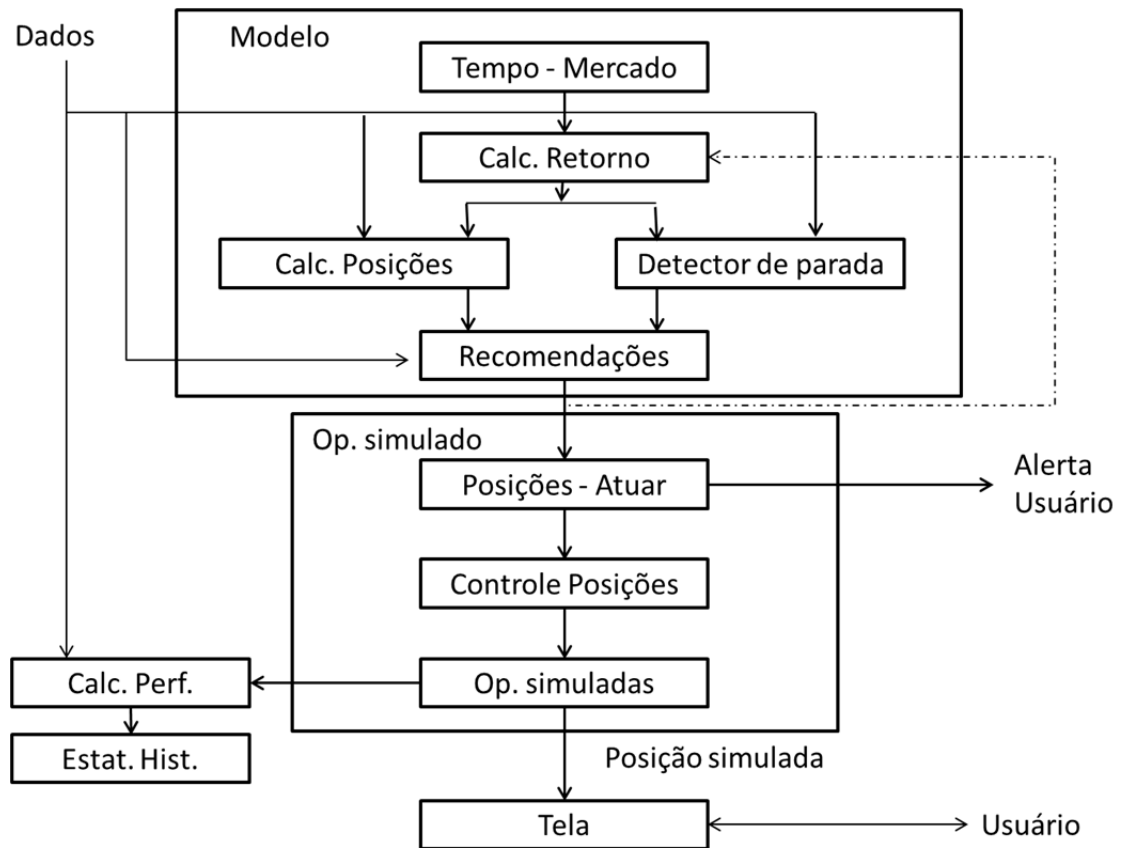 Dados
Modelo
Tempo - Mercado
Calc. Retorno
Calc. Posições
Detector de parada
Recomendações
Op. simulado
Posições - Atuar
Alerta
Usuário
Controle Posições
Calc. Perf.
Op. simuladas
Estat. Hist.
Posição simulada
Tela
Usuário